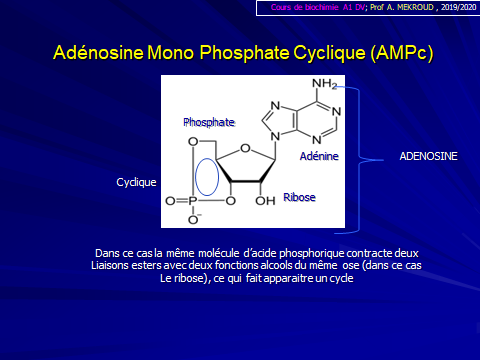 Cours de biochimie A1 DV; Prof A. MEKROUD , 2019/2020
Adénosine Mono Phosphate Cyclique (AMPc)
NH2
N
N
N
N
Phosphate
O
O
Adénine
ADENOSINE
Cyclique
O=P
O
OH
Ribose
O-
Dans ce cas la même molécule d'acide phosphorique contracte deux
Liaisons esters avec deux fonctions alcools du même ose (dans ce cas
Le ribose), ce qui fait apparaitre un cycle